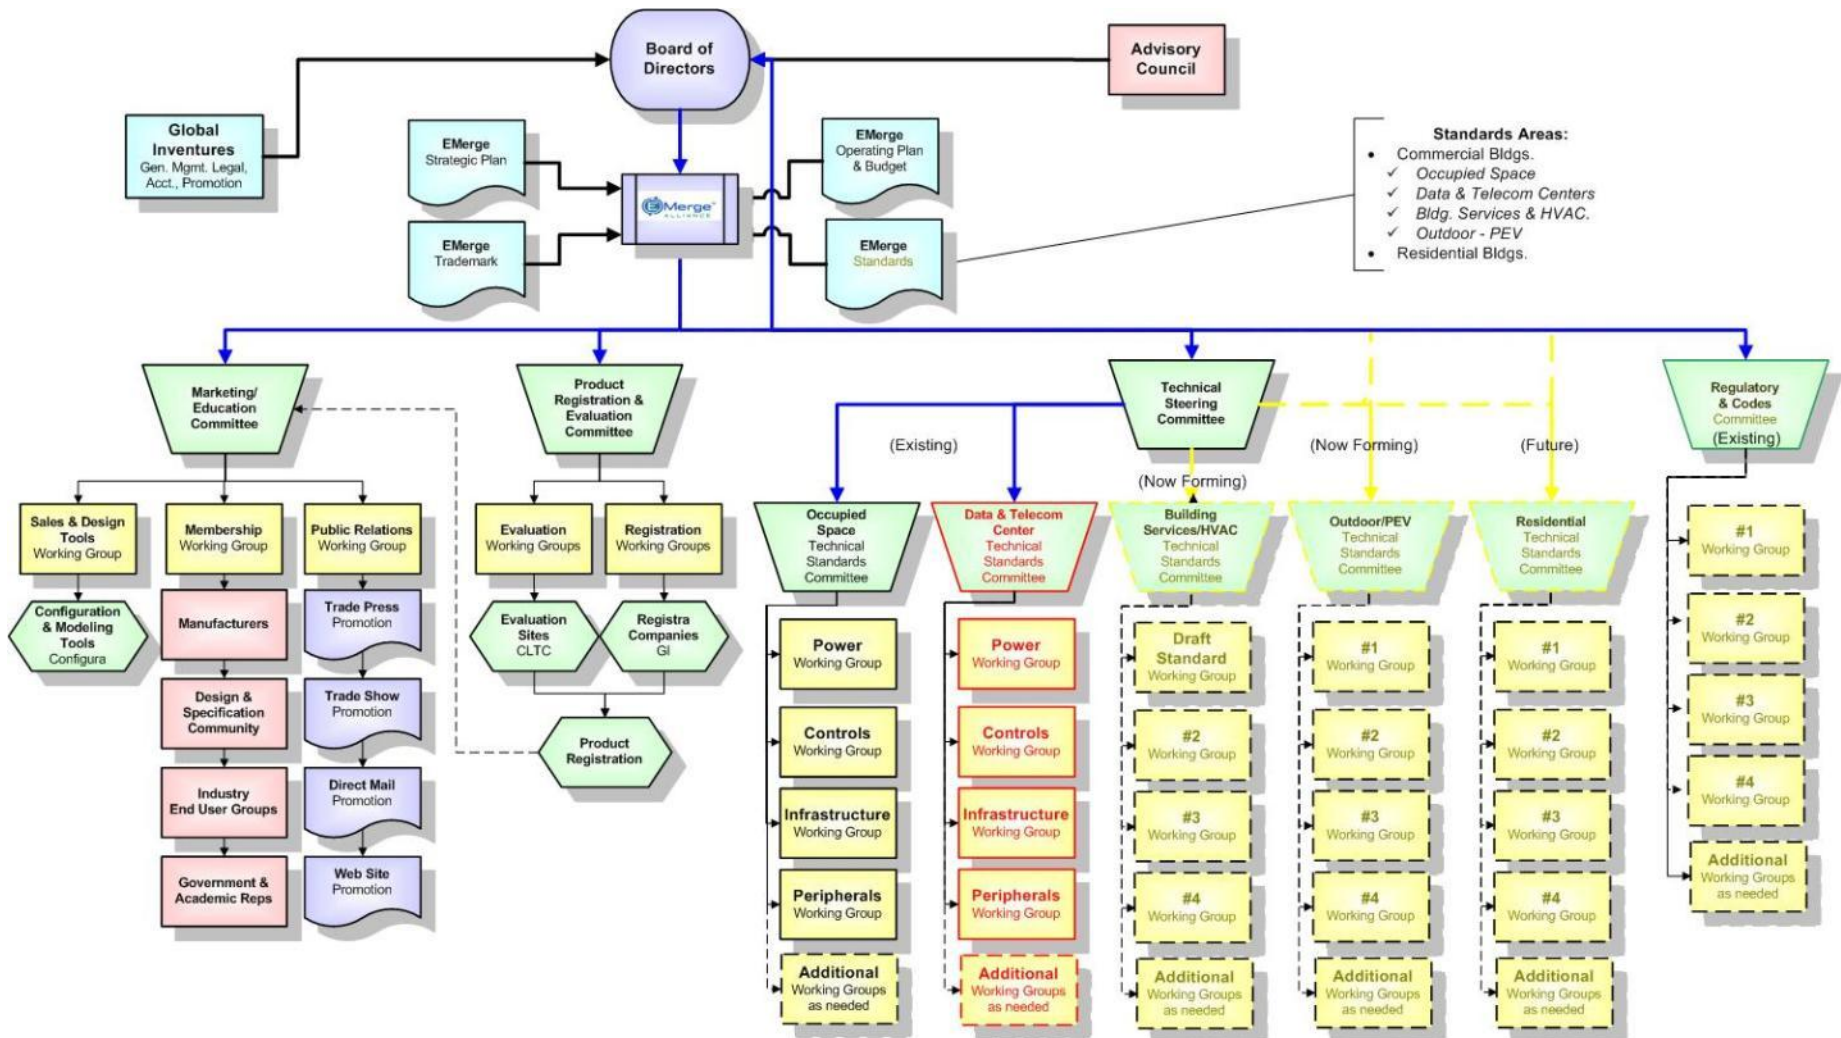 Board of
Directors
Advisory
Council
Global
Inventures
Gen. Mgmt. Legal,
Acct., Promotion
EMerge
Strategic Plan
EMerge
Operating Plan
& Budget
EMerge
ALLIANCE
EMerge
Trademark
EMerge
Standards
Standards Areas:
• Commercial Bldgs.
✓ Occupied Space
✓ Data & Telecom Centers
✓ Bldg. Services & HVAC.
✓ Outdoor - PEV
• Residential Bldgs.
Marketing/
Education
Committee
Product
Registration &
Evaluation
Committee
Technical
Steering
Committee
Regulatory
& Codes
Committee
(Existing)
(Existing)
(Now Forming)
(Now Forming)
(Future)
Sales & Design
Tools
Working Group
Membership
Working Group
Public Relations
Working Group
Evaluation
Working Groups
Registration
Working Groups
Configuration
& Modeling
Tools
Configura
Manufacturers
Design &
Specification
Community
Industry
End User Groups
Government &
Academic Reps
Trade Press
Promotion
Trade Show
Promotion
Direct Mail
Promotion
Web Site
Promotion
Evaluation
Sites
CLTC
Registra
Companies
GI
Product
Registration
Occupied
Space
Technical
Standards
Committee
Power
Working Group
Controls
Working Group
Infrastructure
Working Group
Peripherals
Working Group
Additional
Working Groups
as needed
Data & Telecom
Center
Technical
Standards
Committee
Power
Working Group
Controls
Working Group
Infrastructure
Working Group
Peripherals
Working Group
Additional
Working Groups
as needed
Building
Services/HVAC
Technical
Standards
Committee
Draft
Standard
Working Group
#2
Working Group
#3
Working Group
#4
Working Group
Additional
Working Groups
as needed
Outdoor/PEV
Technical
Standards
Committee
#1
Working Group
#2
Working Group
#3
Working Group
#4
Working Group
Additional
Working Groups
as needed
Residential
Technical
Standards
Committee
#1
Working Group
#2
Working Group
#3
Working Group
#4
Working Group
Additional
Working Groups
as needed
#1
Working Group
#2
Working Group
#3
Working Group
#4
Working Group
Additional
Working Groups
as needed